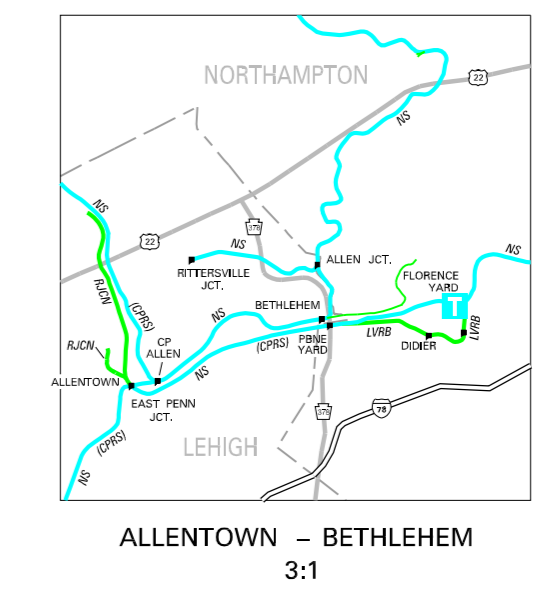 NORTHAMPTON
22
NS
NS
378
22
NS
NS
ALLEN JCT.
RITTERSVILLE
JCT.
FLORENCE
YARD
T
RJCN
(CPRS)
NS
BETHLEHEM
PBNE
YARD
LVRB
DIDIER
LVRB
RJCN
CP
ALLEN
NS
(CPRS)
ALLENTOWN
EAST PENN
JCT.
378
78
(CPRS)
NS
LEHIGH
ALLENTOWN – BETHLEHEM
3:1